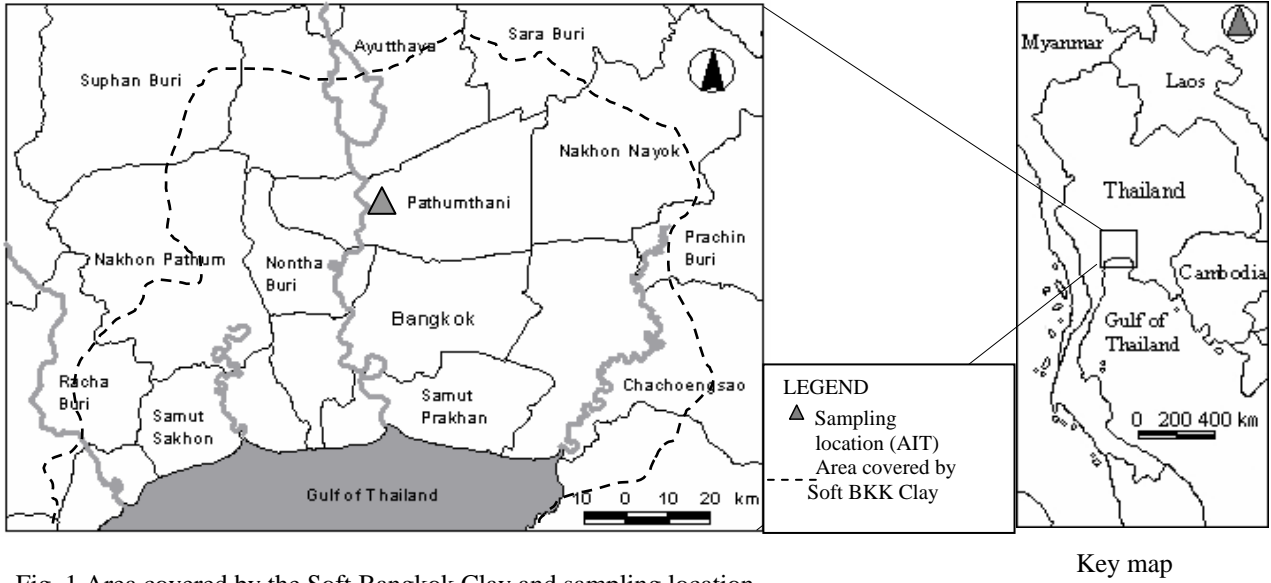 Ayutthaya
Sara Buri
Suphan Buri
Nakhon Nayok
Pathumthani
Nakhon Pathum
Nontha
Buri
Prachin
Buri
Bangkok
Racha
Buri
Samut
Sakhon
Samut
Prakhan
Chachoengsao
Gulf of Thailand
10 0 10 20 km
LEGEND
Sampling
location (AIT)
Area covered by
Soft BKK Clay
Myanmar
Laos
Thailand
Cambodia
Gulf of
Thailand
0 200 400 km
Key map
Fig. 1 Area covered by the Soft Bangkok Clay and sampling location